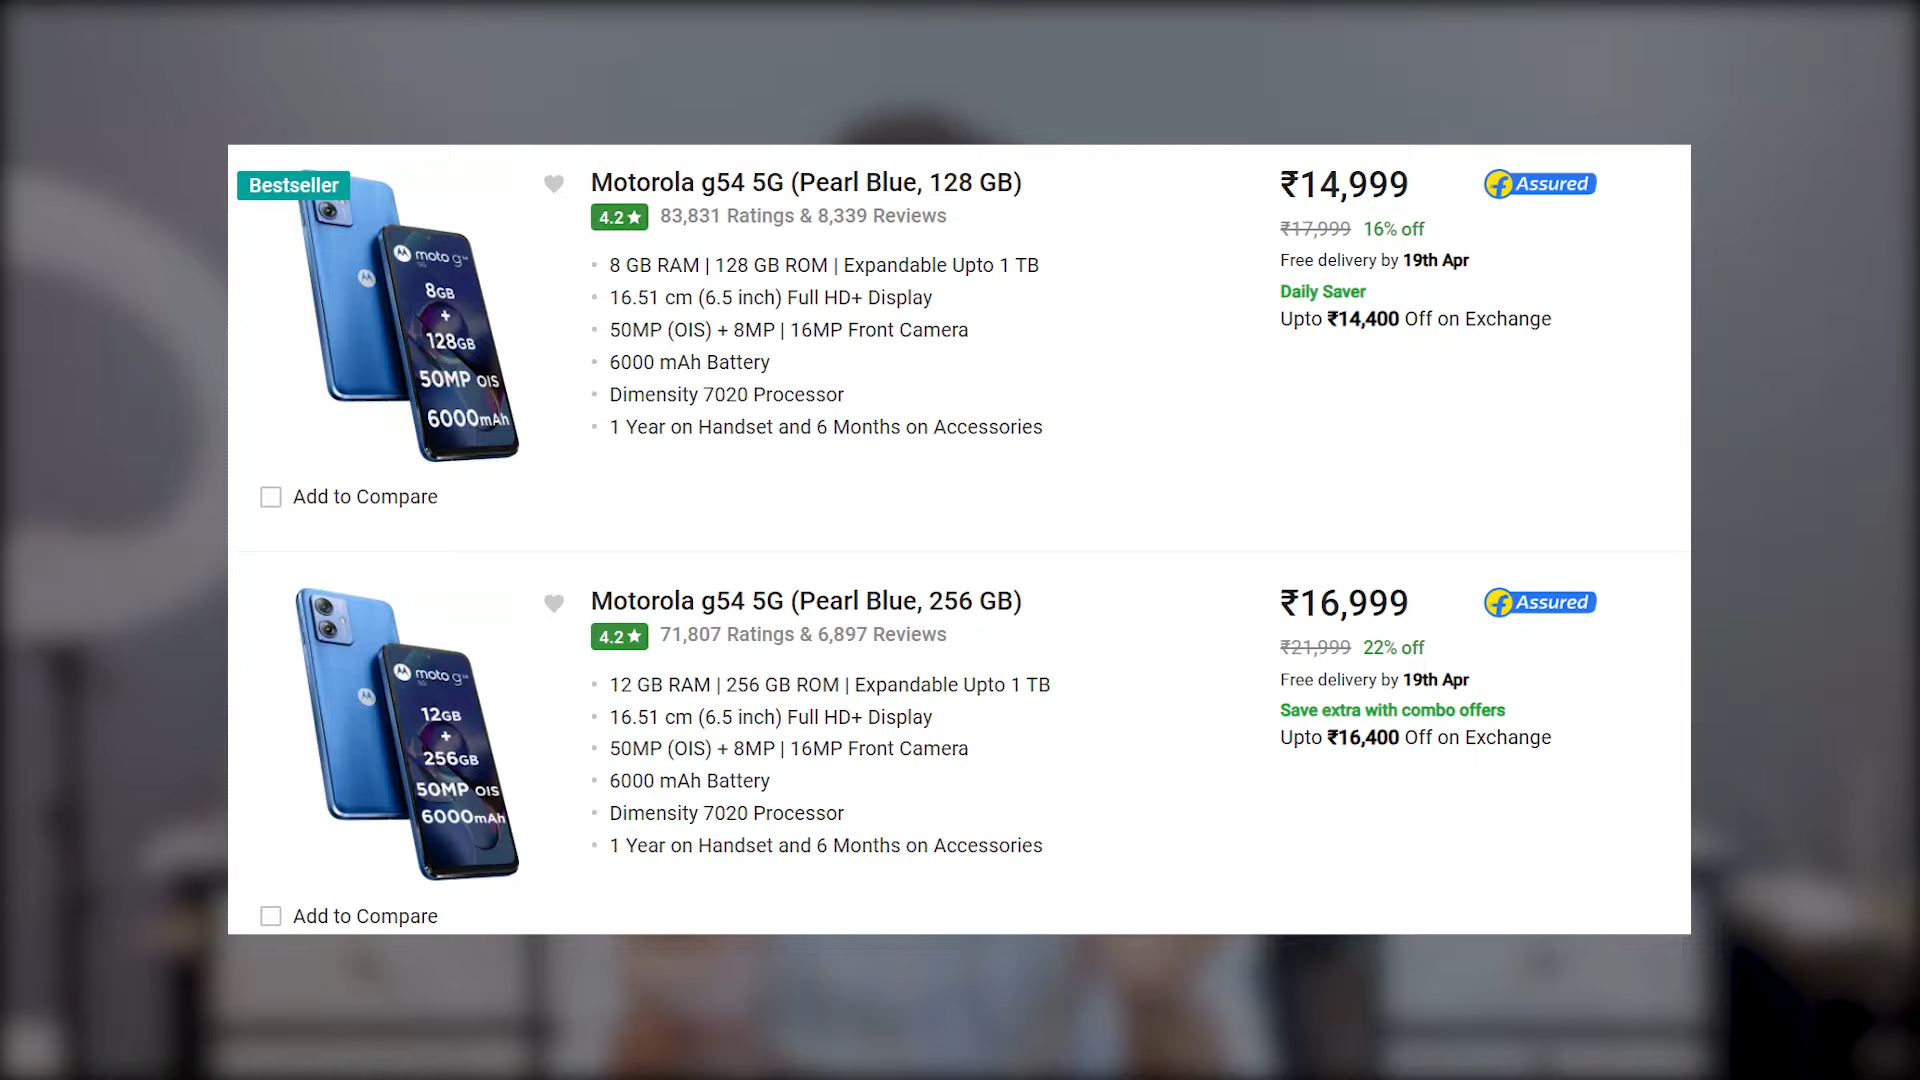 Bestseller
moto g54
5G
8GB
+
128GB
50MP OIS
6000mAh
Add to Compare
Motorola g54 5G (Pearl Blue, 128 GB)
4.2★ 83,831 Ratings & 8,339 Reviews
8 GB RAM | 128 GB ROM | Expandable Upto 1 TB
16.51 cm (6.5 inch) Full HD+ Display
50MP (OIS) + 8MP | 16MP Front Camera
6000 mAh Battery
Dimensity 7020 Processor
1 Year on Handset and 6 Months on Accessories
₹14,999 Assured
₹17,999 16% off
Free delivery by 19th Apr
Daily Saver
Upto ₹14,400 Off on Exchange
moto g54
5G
12GB
+
256GB
50MP OIS
6000mAh
Add to Compare
Motorola g54 5G (Pearl Blue, 256 GB)
4.2★ 71,807 Ratings & 6,897 Reviews
12 GB RAM | 256 GB ROM | Expandable Upto 1 TB
16.51 cm (6.5 inch) Full HD+ Display
50MP (OIS) + 8MP | 16MP Front Camera
6000 mAh Battery
Dimensity 7020 Processor
1 Year on Handset and 6 Months on Accessories
₹16,999 Assured
₹21,999 22% off
Free delivery by 19th Apr
Save extra with combo offers
Upto ₹16,400 Off on Exchange